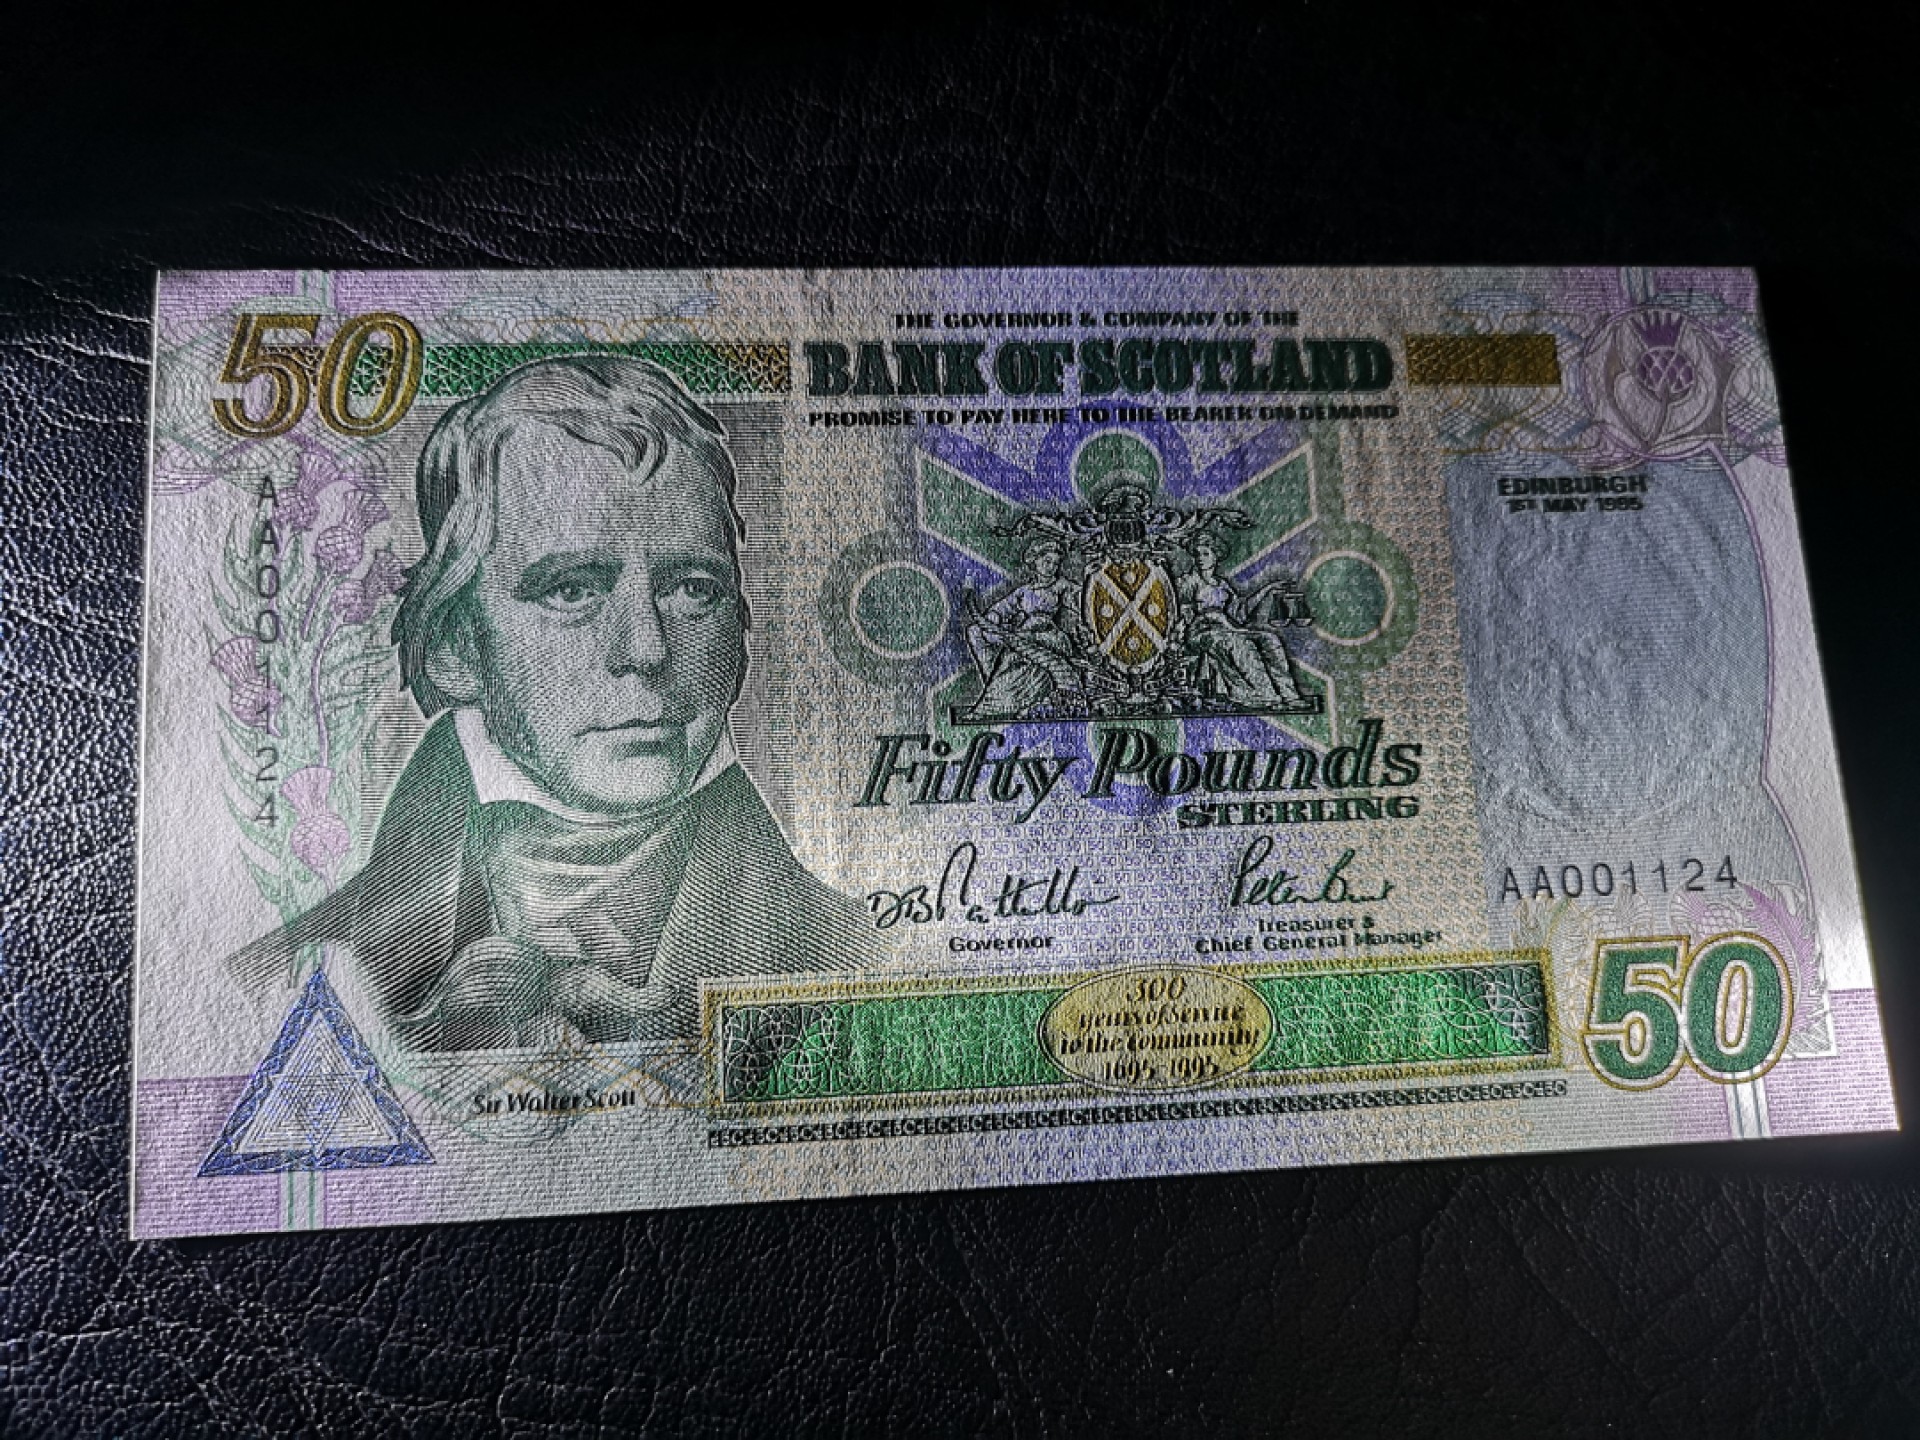 50
THE GOVERNOR & COMPANY OF THE
BANK OF SCOTLAND
PROMISE TO PAY HERE TO THE BEARER ON DEMAND
EDINBURGH
1ST MAY 1995
AA001124
Fifty Pounds
STERLING
AA001124
Peter Burt
Governor
Treasurer &
Chief General Manager
300
years of Service
to the community
1695-1995
50
Sir Walter Scott